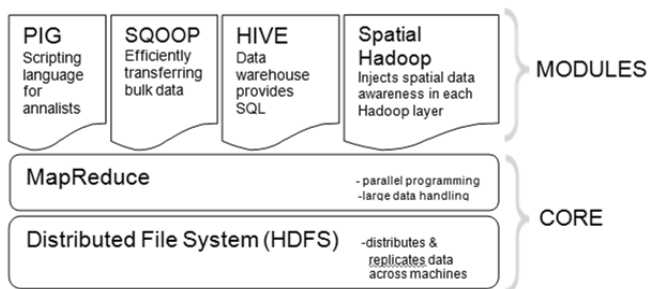 PIG
Scripting
language
for
annalists
SQOOP
Efficiently
transferring
bulk data
HIVE
Data
warehouse
provides
SQL
Spatial
Hadoop
Injects spatial data
awareness in each
Hadoop layer
MODULES
MapReduce
- parallel programming
-large data handling
Distributed File System (HDFS)
-distributes &
replicates data
across machines
CORE